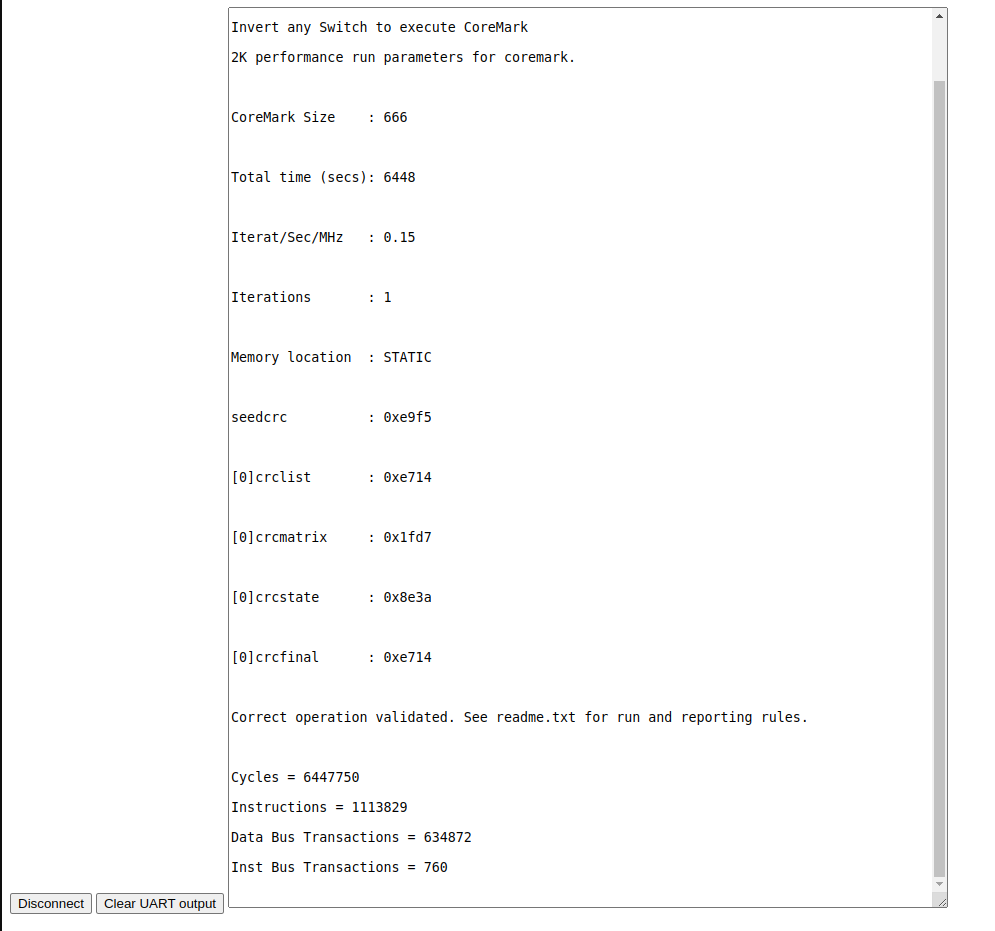 Invert any Switch to execute CoreMark
2K performance run parameters for coremark.
CoreMark Size    : 666
Total time (secs): 6448
Iterat/Sec/MHz   : 0.15
Iterations       : 1
Memory location  : STATIC
seedcrc          : 0xe9f5
[0]crclist       : 0xe714
[0]crcmatrix     : 0x1fd7
[0]crcstate      : 0x8e3a
[0]crcfinal      : 0xe714
Correct operation validated. See readme.txt for run and reporting rules.
Cycles = 6447750
Instructions = 1113829
Data Bus Transactions = 634872
Inst Bus Transactions = 760
Disconnect Clear UART output